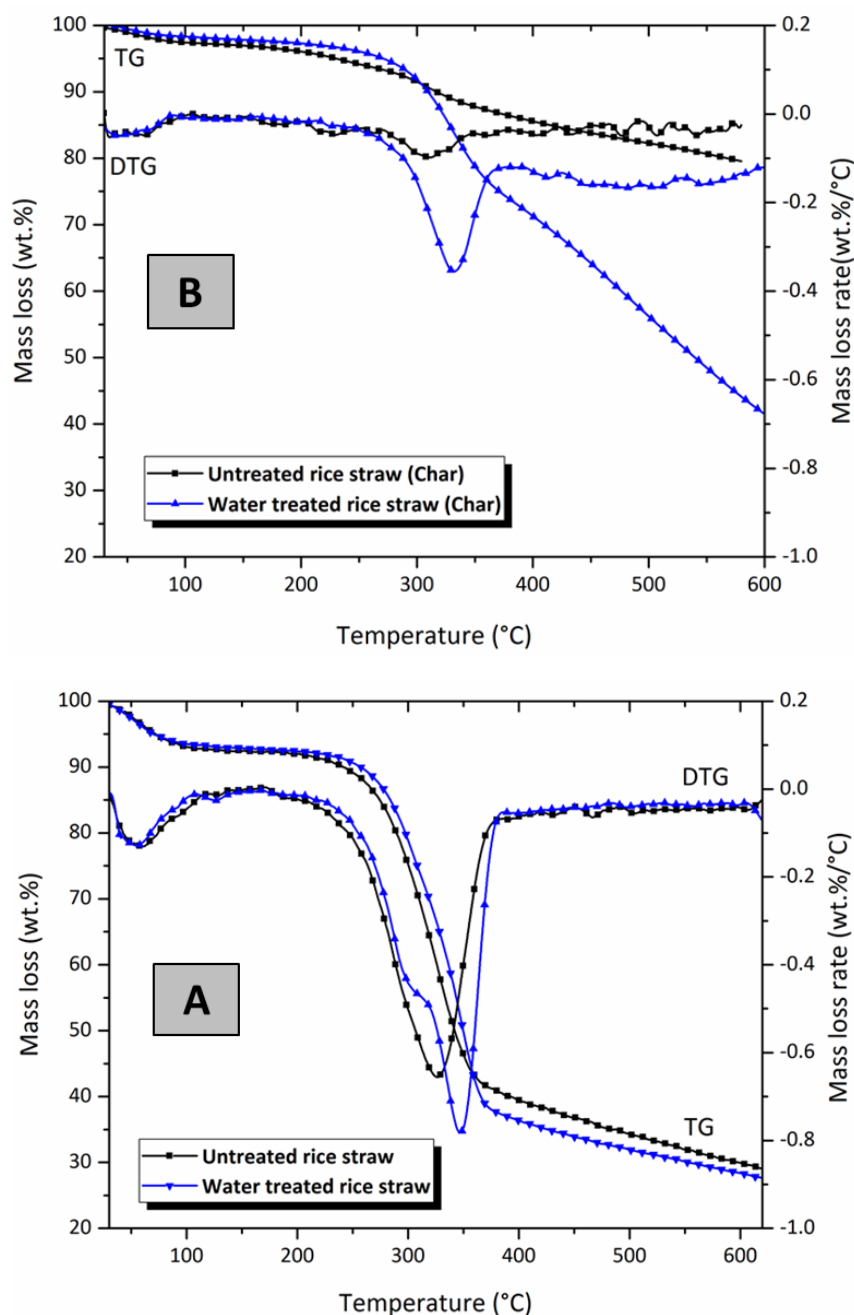 TG
DTG
B
Mass loss (wt.%)
100
90
80
70
60
50
40
30
20
0.2
0.0
-0.2
-0.4
-0.6
-0.8
-1.0
Mass loss rate(wt.%/°C)
Untreated rice straw (Char)
Water treated rice straw (Char)
100 200 300 400 500 600
Temperature (°C)
100
90
80
70
60
50
40
30
20
Mass loss (wt.%)
0.2
0.0
-0.2
-0.4
-0.6
-0.8
-1.0
Mass loss rate (wt.%/°C)
DTG
A
TG
Untreated rice straw
Water treated rice straw
100 200 300 400 500 600
Temperature (°C)